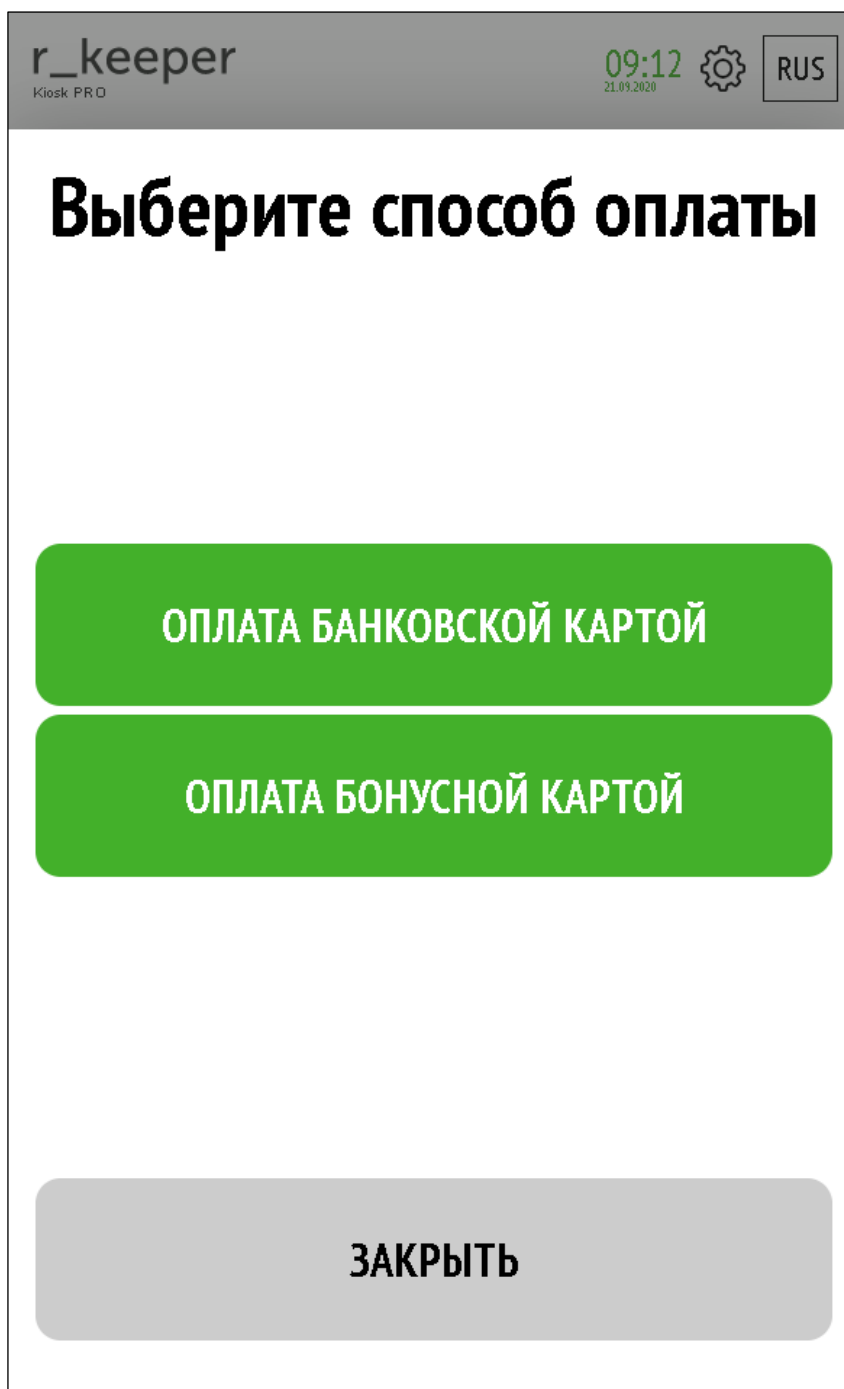 r_keeper
Kiosk PRO
09:12
21.09.2020
RUS
Выберите способ оплаты
ОПЛАТА БАНКОВСКОЙ КАРТОЙ
ОПЛАТА БОНУСНОЙ КАРТОЙ
ЗАКРЫТЬ